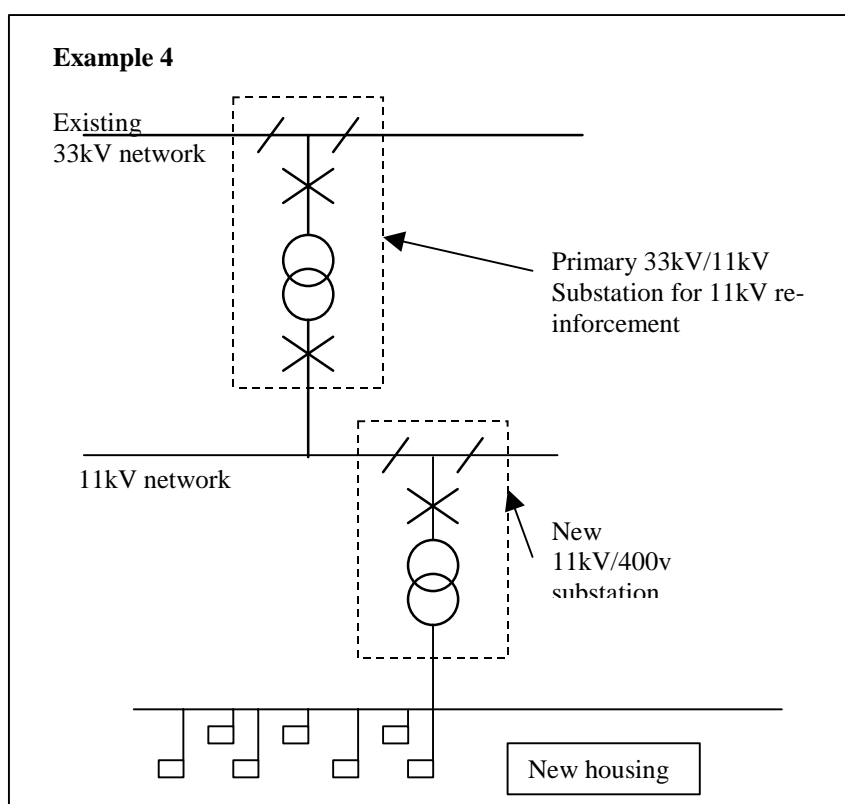 Example 4
Existing
33kV network
Primary 33kV/11kV
Substation for 11kV re-
inforcement
11kV network
New
11kV/400v
substation
New housing